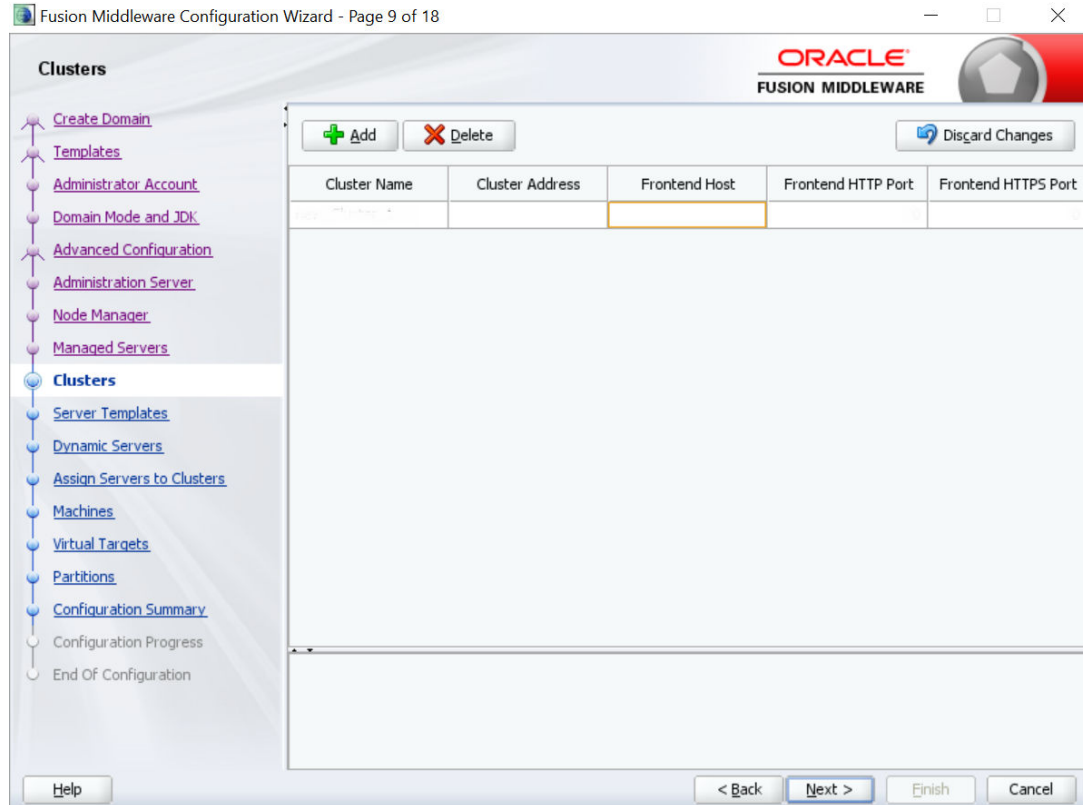 Fusion Middleware Configuration Wizard - Page 9 of 18
Clusters
ORACLE
FUSION MIDDLEWARE
Create Domain
Templates
Administrator Account
Domain Mode and JDK
Advanced Configuration
Administration Server
Node Manager
Managed Servers
Clusters
Server Templates
Dynamic Servers
Assign Servers to Clusters
Machines
Virtual Targets
Partitions
Configuration Summary
Configuration Progress
End Of Configuration
Add Delete Discard Changes
Cluster Name Cluster Address Frontend Host Frontend HTTP Port Frontend HTTPS Port
Help < Back Next > Finish Cancel